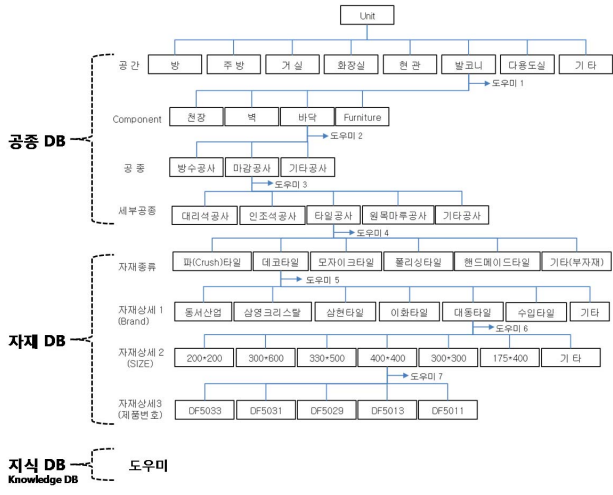 Unit
공 간 방 주 방 거 실 화장실 현 관 발코니 다용도실 기 타
도우미 1
Component 천장 벽 바닥 Furniture
공종 DB
도우미 2
공 종 방수공사 마감공사 기타공사
도우미 3
세부공종 대리석공사 인조석공사 타일공사 원목마루공사 기타공사
도우미 4
자재종류 파(Crush)타일 데코타일 모자이크타일 폴리싱타일 핸드메이드타일 기타(부자재)
도우미 5
자재상세 1 동서산업 삼영크리스탈 삼현타일 이화타일 대동타일 수입타일 기타
(Brand)
도우미 6
자재 DB
자재상세 2 200*200 300*600 330*500 400*400 300*300 175*400 기 타
(SIZE)
도우미 7
자재상세3 DF5033 DF5031 DF5029 DF5013 DF5011
(제품번호)
지식 DB 도우미
Knowledge DB